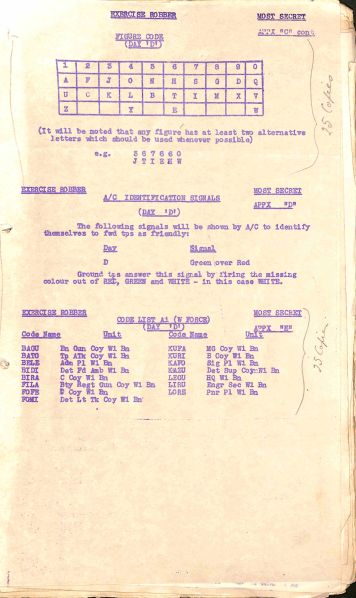 EXERCISE ROBBER MOST SECRET
APPX "C" cont
FIGURE CODE
(DAY 'D')
1 2 3 4 5 6 7 8 9 0
A F J O N H S G D Q
U C K L B T I M X V
Z Y E R W
(It will be noted that any figure has at least two alternative
letters which should be used whenever possible)
e.g. 3 6 7 6 6 0
J T I E H W
25 Copies
EXERCISE ROBBER MOST SECRET
APPX "D"
A/C IDENTIFICATION SIGNALS
(DAY 'D')
The following signals will be shown by A/C to identify
themselves to fwd tps as friendly:
Day Signal
D Green over Red
Ground tps answer this signal by firing the missing
colour out of RED, GREEN and WHITE - in this case WHITE.
EXERCISE ROBBER MOST SECRET
CODE LIST A1 (W FORCE)
(DAY 'D') APPX "E"
Code Name Unit Code Name Unit
BAGU Bn Gun Coy W1 Bn KUFA MG Coy W1 Bn
BATO Tp ATK Coy W1 Bn KURI B Coy W1 Bn
BELE Adm Pl W1 Bn KAFO Sig Pl W1 Bn
BIDI Det Fd Amb W1 Bn KAZU Det Sup Coy W1 Bn
BIRA C Coy W1 Bn LEGU HQ W1 Bn
FILA Bty Regt Gun Coy W1 Bn LIRU Engr Sec W1 Bn
FOFE D Coy W1 Bn LORE Pnr Pl W1 Bn
FUMI Det Lt Tk Coy W1 Bn
25 Copies